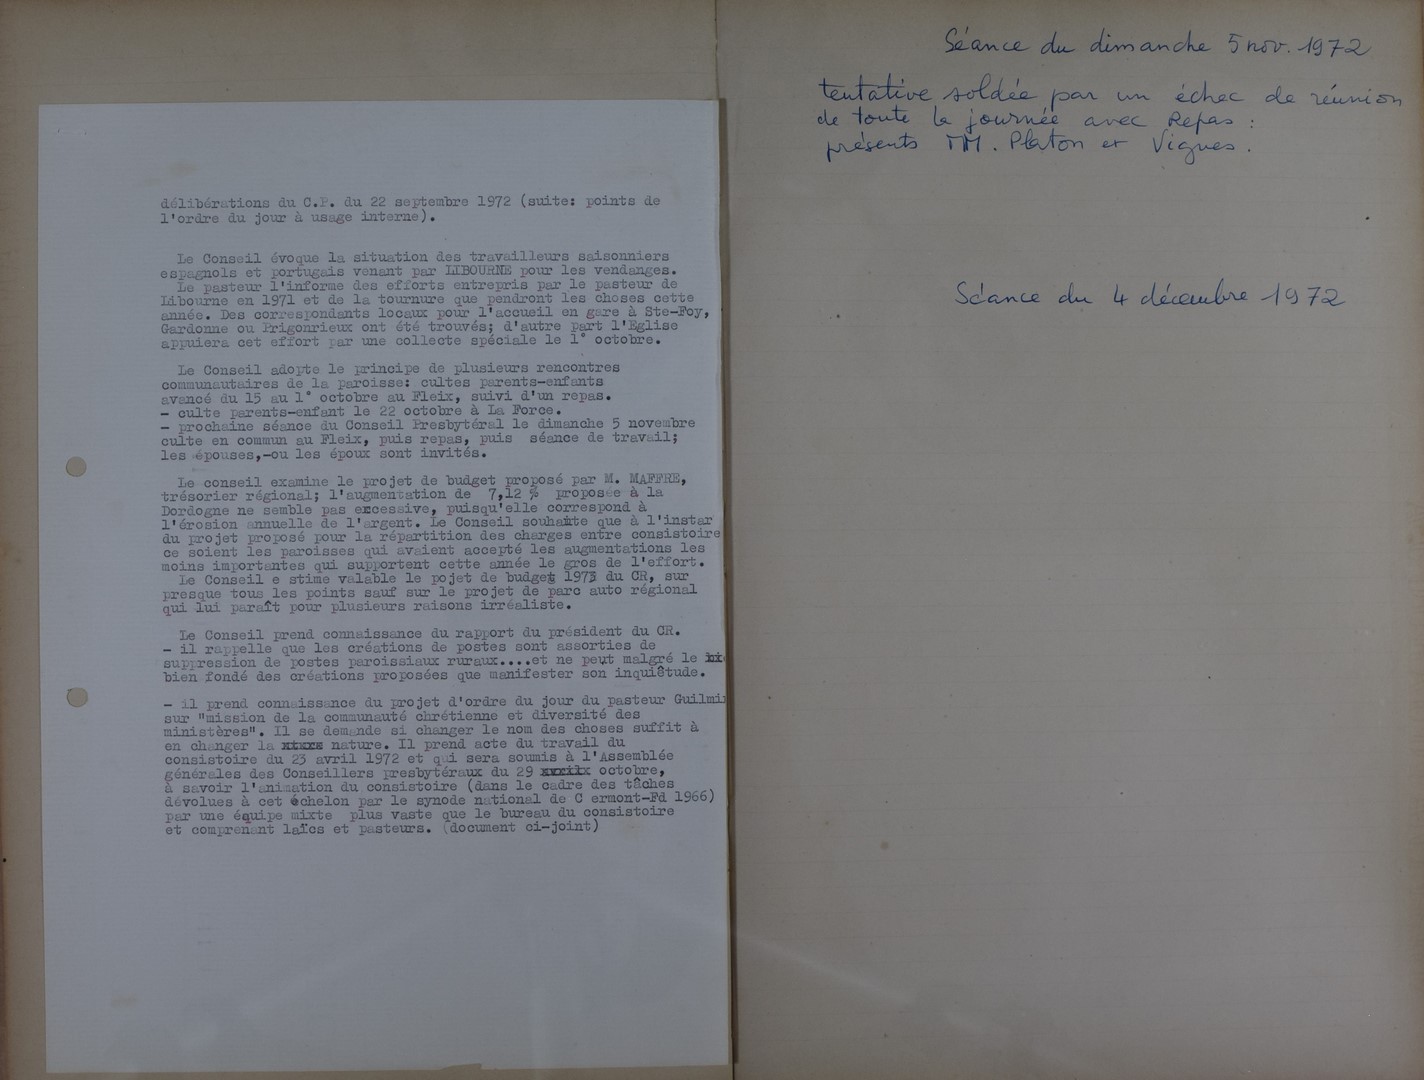 délibérations du C.P. du 22 septembre 1972 (suite: points de
l'ordre du jour à usage interne).
Le Conseil évoque la situation des travailleurs saisonniers
espagnols et portugais venant par LIBOURNE pour les vendanges.
Le pasteur l'informe des efforts entrepris par le pasteur de
Libourne en 1971 et de la tournure que pendront les choses cette
année. Des correspondants locaux pour l'accueil en gare à Ste-Foy,
Gardonne ou Prigonrieux ont été trouvés; d'autre part l'Eglise
appuiera cet effort par une collecte spéciale le 1° octobre.
Le Conseil adopte le principe de plusieurs rencontres
communautaires de la paroisse: cultes parents-enfants
avancé du 15 au 1° octobre au Fleix, suivi d'un repas.
- culte parents-enfant le 22 octobre à La Force.
- prochaine séance du Conseil Presbytéral le dimanche 5 novembre
culte en commun au Fleix, puis repas, puis séance de travail;
les épouses,-ou les époux sont invités.
Le conseil examine le projet de budget proposé par M. MAFFRE,
trésorier régional; l'augmentation de 7,12 % proposée à la
Dordogne ne semble pas excessive, puisqu'elle correspond à
l'érosion annuelle de l'argent. Le Conseil souhaite que à l'instar
du projet proposé pour la répartition des charges entre consistoire
ce soient les paroisses qui avaient accepté les augmentations les
moins importantes qui supportent cette année le gros de l'effort.
Le Conseil e stime valable le pojet de budget 1973 du CR, sur
presque tous les points sauf sur le projet de parc auto régional
qui lui paraît pour plusieurs raisons irréaliste.
Le Conseil prend connaissance du rapport du président du CR.
- il rappelle que les créations de postes sont assorties de
suppression de postes paroissiaux ruraux....et ne peut malgré le
bien fondé des créations proposées que manifester son inquiêtude.
- il prend connaissance du projet d'ordre du jour du pasteur Guilmin
sur "mission de la communauté chrétienne et diversité des
ministères". Il se demande si changer le nom des choses suffit à
en changer la nature. Il prend acte du travail du
consistoire du 23 avril 1972 et qui sera soumis à l'Assemblée
générales des Conseillers presbytéraux du 29 octobre,
à savoir l'animation du consistoire (dans le cadre des tâches
dévolues à cet échelon par le synode national de C ermont-Fd 1966)
par une équipe mixte plus vaste que le bureau du consistoire
et comprenant laïcs et pasteurs. (document ci-joint)
Séance du dimanche 5 nov. 1972
tentative soldée par un échec de réunion
de toute la journée avec Repas :
présents MM. Platon et Vignes.
Séance du 4 décembre 1972